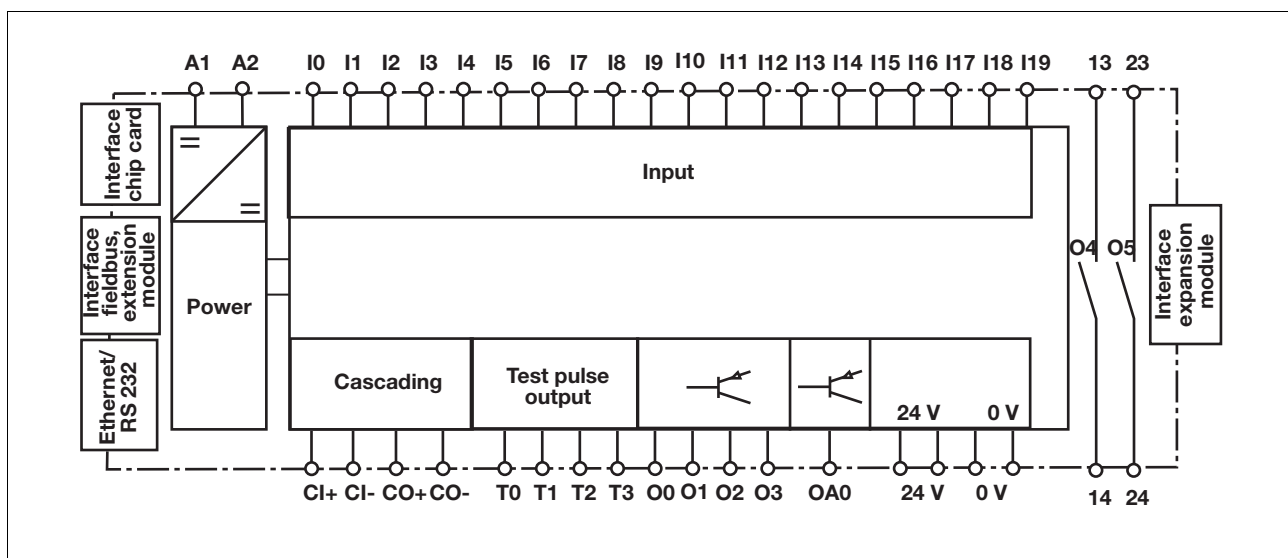 A1 A2 I0 I1 I2 I3 I4 I5 I6 I7 I8 I9 I10 I11 I12 I13 I14 I15 I16 I17 I18 I19 13 23
Interface
chip card
Interface
fieldbus,
extension
module
Ethernet/
RS 232
Power
Input
O4 O5
Interface
expansion
module
Cascading
Test pulse
output
24 V 0 V
CI+ CI- CO+ CO- T0 T1 T2 T3 O0 O1 O2 O3 OA0 24 V 0 V 14 24